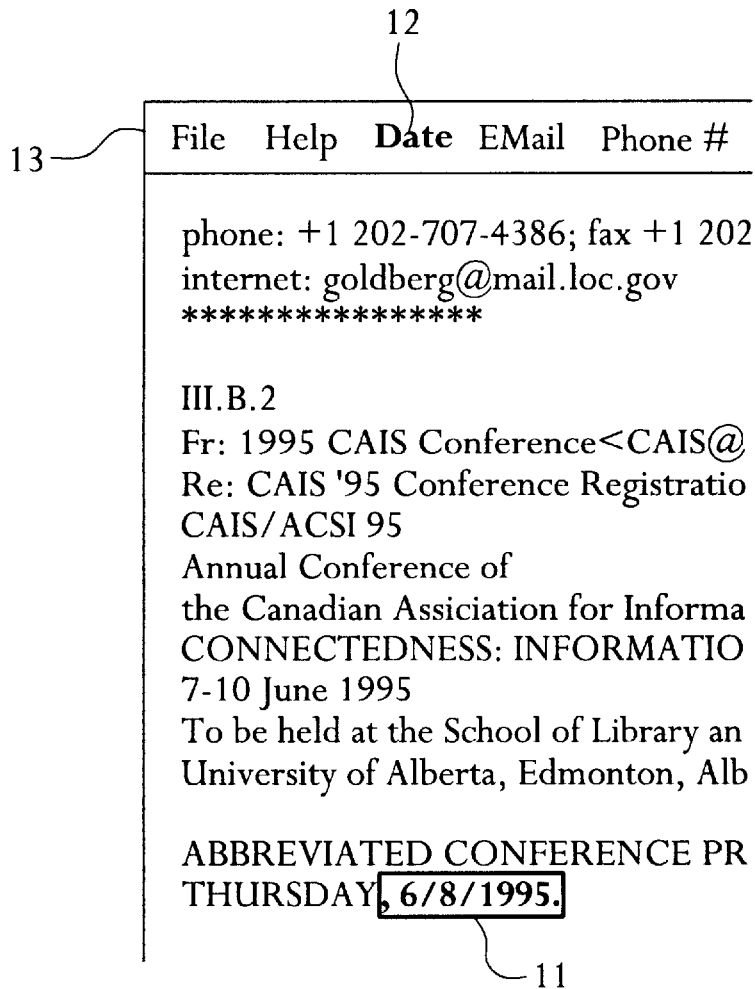 12
13
File Help Date EMail Phone #
phone: +1 202-707-4386; fax +1 202
internet: goldberg@mail.loc.gov
****************
III.B.2
Fr: 1995 CAIS Conference<CAIS@
Re: CAIS '95 Conference Registratio
CAIS/ACSI 95
Annual Conference of
the Canadian Assiciation for Informa
CONNECTEDNESS: INFORMATIO
7-10 June 1995
To be held at the School of Library an
University of Alberta, Edmonton, Alb
ABBREVIATED CONFERENCE PR
THURSDAY, 6/8/1995.
11